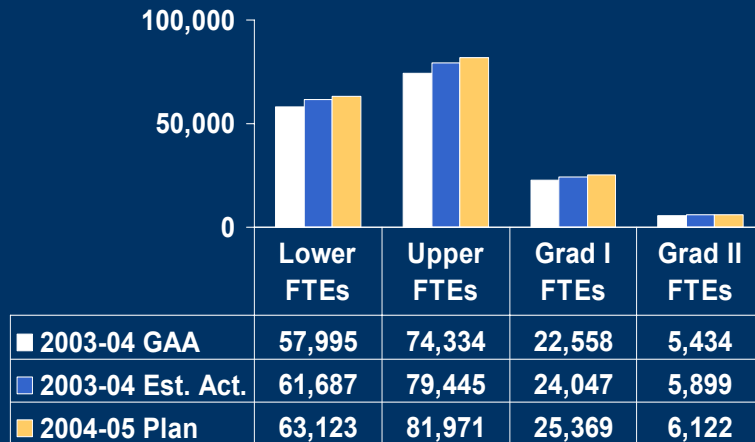 100,000
50,000
0
Lower Upper Grad I Grad II
FTEs FTEs FTEs FTEs
2003-04 GAA 57,995 74,334 22,558 5,434
2003-04 Est. Act. 61,687 79,445 24,047 5,899
2004-05 Plan 63,123 81,971 25,369 6,122